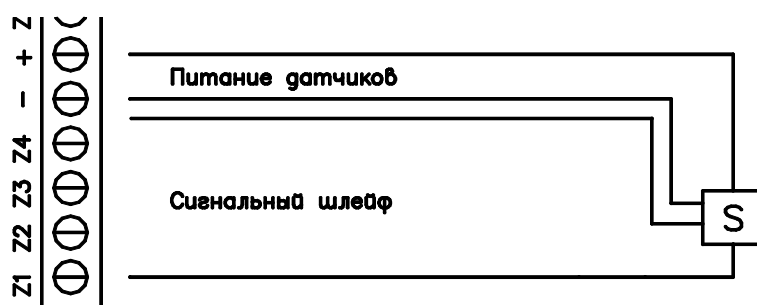 Z
+
Питание датчиков
−
Z4
Z3
Сигнальный шлейф
S
Z2
Z1